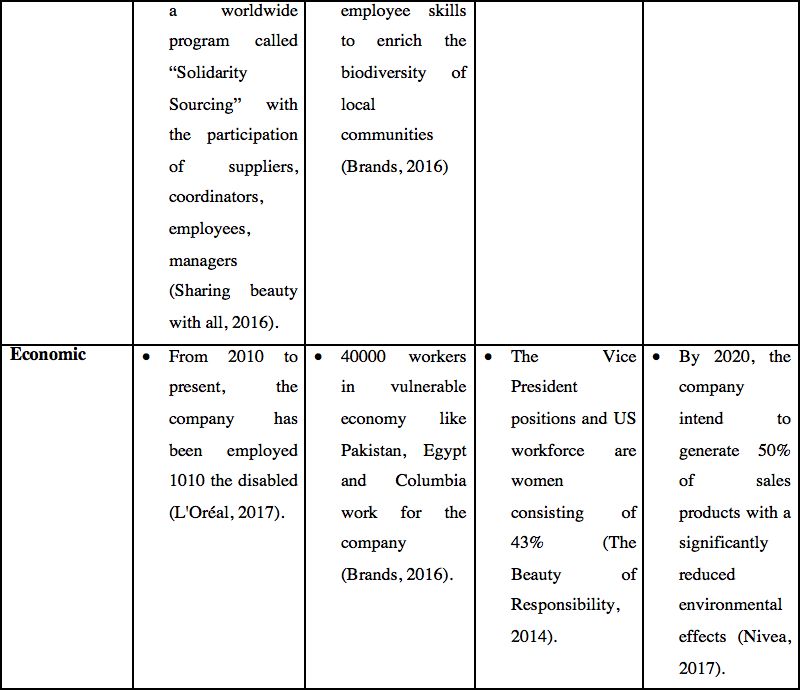 a worldwide
program called
“Solidarity
Sourcing” with
the participation
of suppliers,
coordinators,
employees,
managers
(Sharing beauty
with all, 2016).
employee skills
to enrich the
biodiversity of
local
communities
(Brands, 2016)
Economic
• From 2010 to
present, the
company has
been employed
1010 the disabled
(L'Oréal, 2017).
• 40000 workers
in vulnerable
economy like
Pakistan, Egypt
and Columbia
work for the
company
(Brands, 2016).
• The Vice
President
positions and US
workforce are
women
consisting of
43% (The
Beauty of
Responsibility,
2014).
• By 2020, the
company
intend to
generate 50%
of sales
products with a
significantly
reduced
environmental
effects (Nivea,
2017).